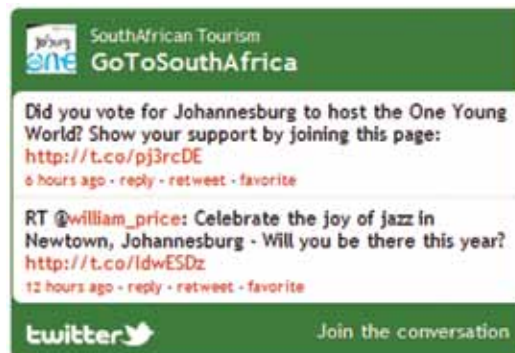 joburg
one
SouthAfrican Tourism
GoToSouthAfrica
Did you vote for Johannesburg to host the One Young
World? Show your support by joining this page:
http://t.co/pj3rcDE
6 hours ago · reply · retweet · favorite
RT @william_price: Celebrate the joy of jazz in
Newtown, Johannesburg - Will you be there this year?
http://t.co/IdwESDz
12 hours ago · reply · retweet · favorite
twitter
Join the conversation